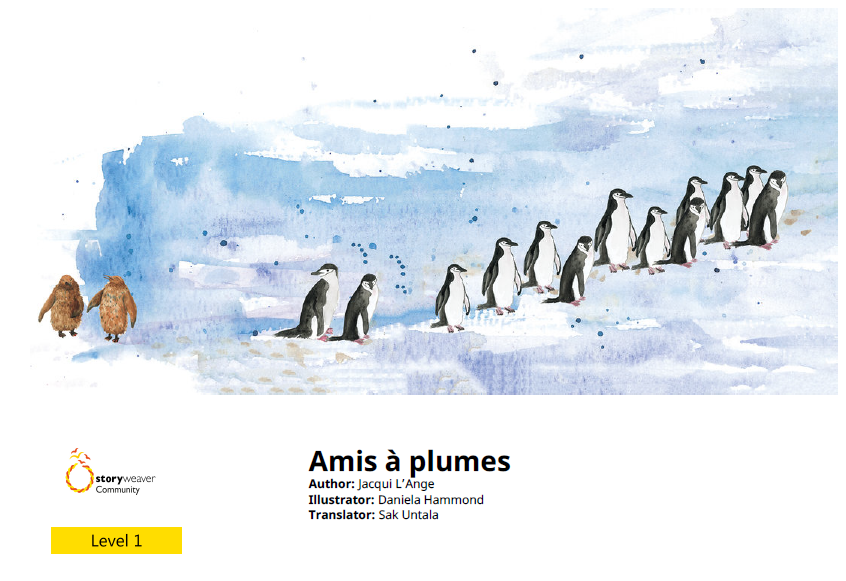 storyweaver
Community
Level 1
Amis à plumes
Author: Jacqui L’Ange
Illustrator: Daniela Hammond
Translator: Sak Untala